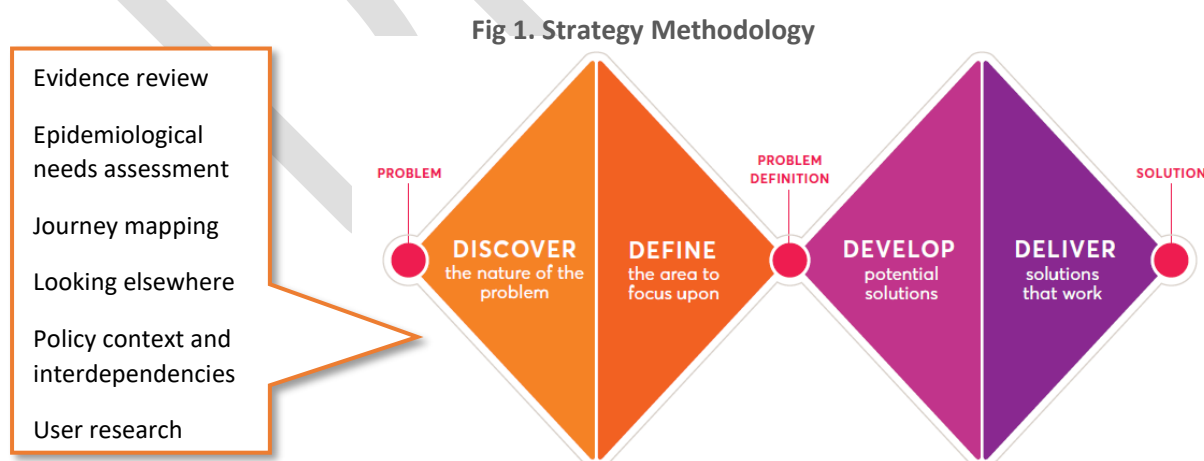 Fig 1. Strategy Methodology
Evidence review
Epidemiological
needs assessment
Journey mapping
Looking elsewhere
Policy context and
interdependencies
User research
PROBLEM
DISCOVER
the nature of the
problem
DEFINE
the area to
focus upon
PROBLEM
DEFINITION
DEVELOP
potential
solutions
DELIVER
solutions
that work
SOLUTION